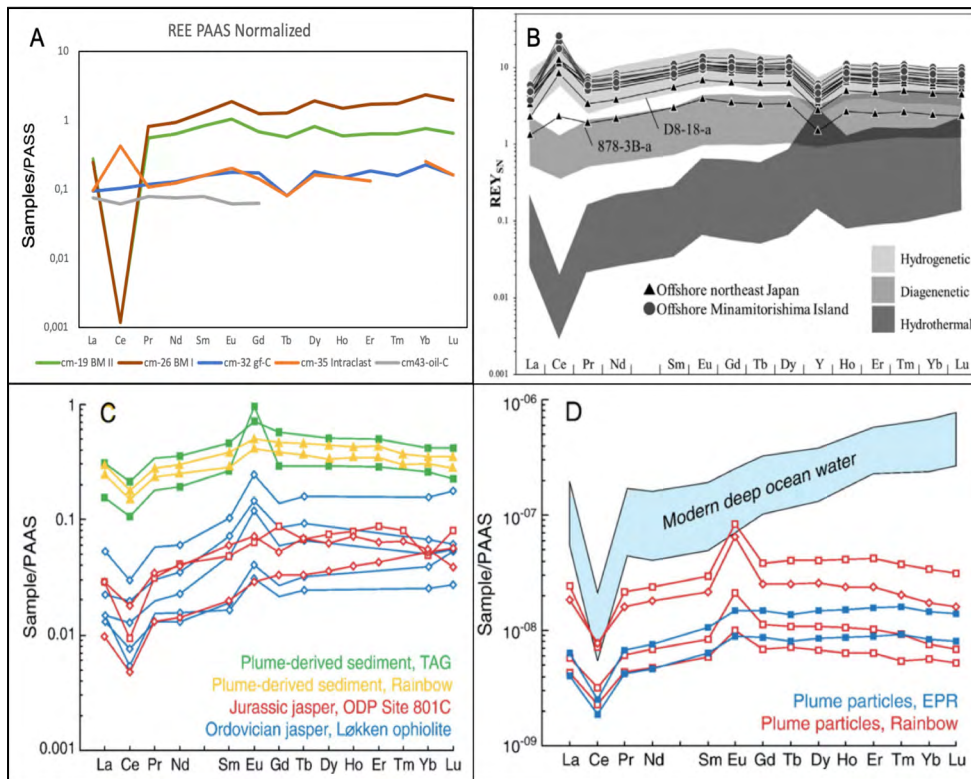 A
REE PAAS Normalized
Samples/PASS
10
1
0,1
0,01
0,001
La Ce Pr Nd Sm Eu Gd Tb Dy Ho Er Tm Yb Lu
cm-19 BM II cm-26 BM I cm-32 gf-C cm-35 Intraclast cm43-oil-C
B
REY_SN
10
1
0.1
0.01
0.001
D8-18-a
878-3B-a
Offshore northeast Japan
Offshore Minamitorishima Island
Hydrogenetic
Diagenenetic
Hydrothermal
La Ce Pr Nd Sm Eu Gd Tb Dy Y Ho Er Tm Yb Lu
C
Sample/PAAS
1
0.1
0.01
0.001
Plume-derived sediment, TAG
Plume-derived sediment, Rainbow
Jurassic jasper, ODP Site 801C
Ordovician jasper, Løkken ophiolite
La Ce Pr Nd Sm Eu Gd Tb Dy Ho Er Tm Yb Lu
D
Sample/PAAS
10-06
10-07
10-08
10-09
Modern deep ocean water
Plume particles, EPR
Plume particles, Rainbow
La Ce Pr Nd Sm Eu Gd Tb Dy Ho Er Tm Yb Lu